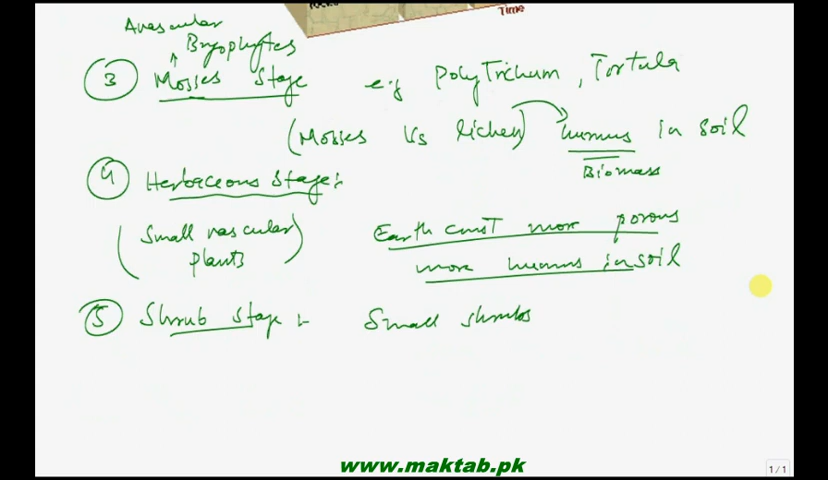 Time
Avascular
Bryophytes
3 Mosses Stage e.g Polytrichum, Tortula
(Mosses Vs lichen) humus in soil
Biomass
4 Herbaceous Stage:
(Small vascular plants) Earth crust more porous
more humus in soil
5 Shrub Stage :- Small shrubs
www.maktab.pk
1/1